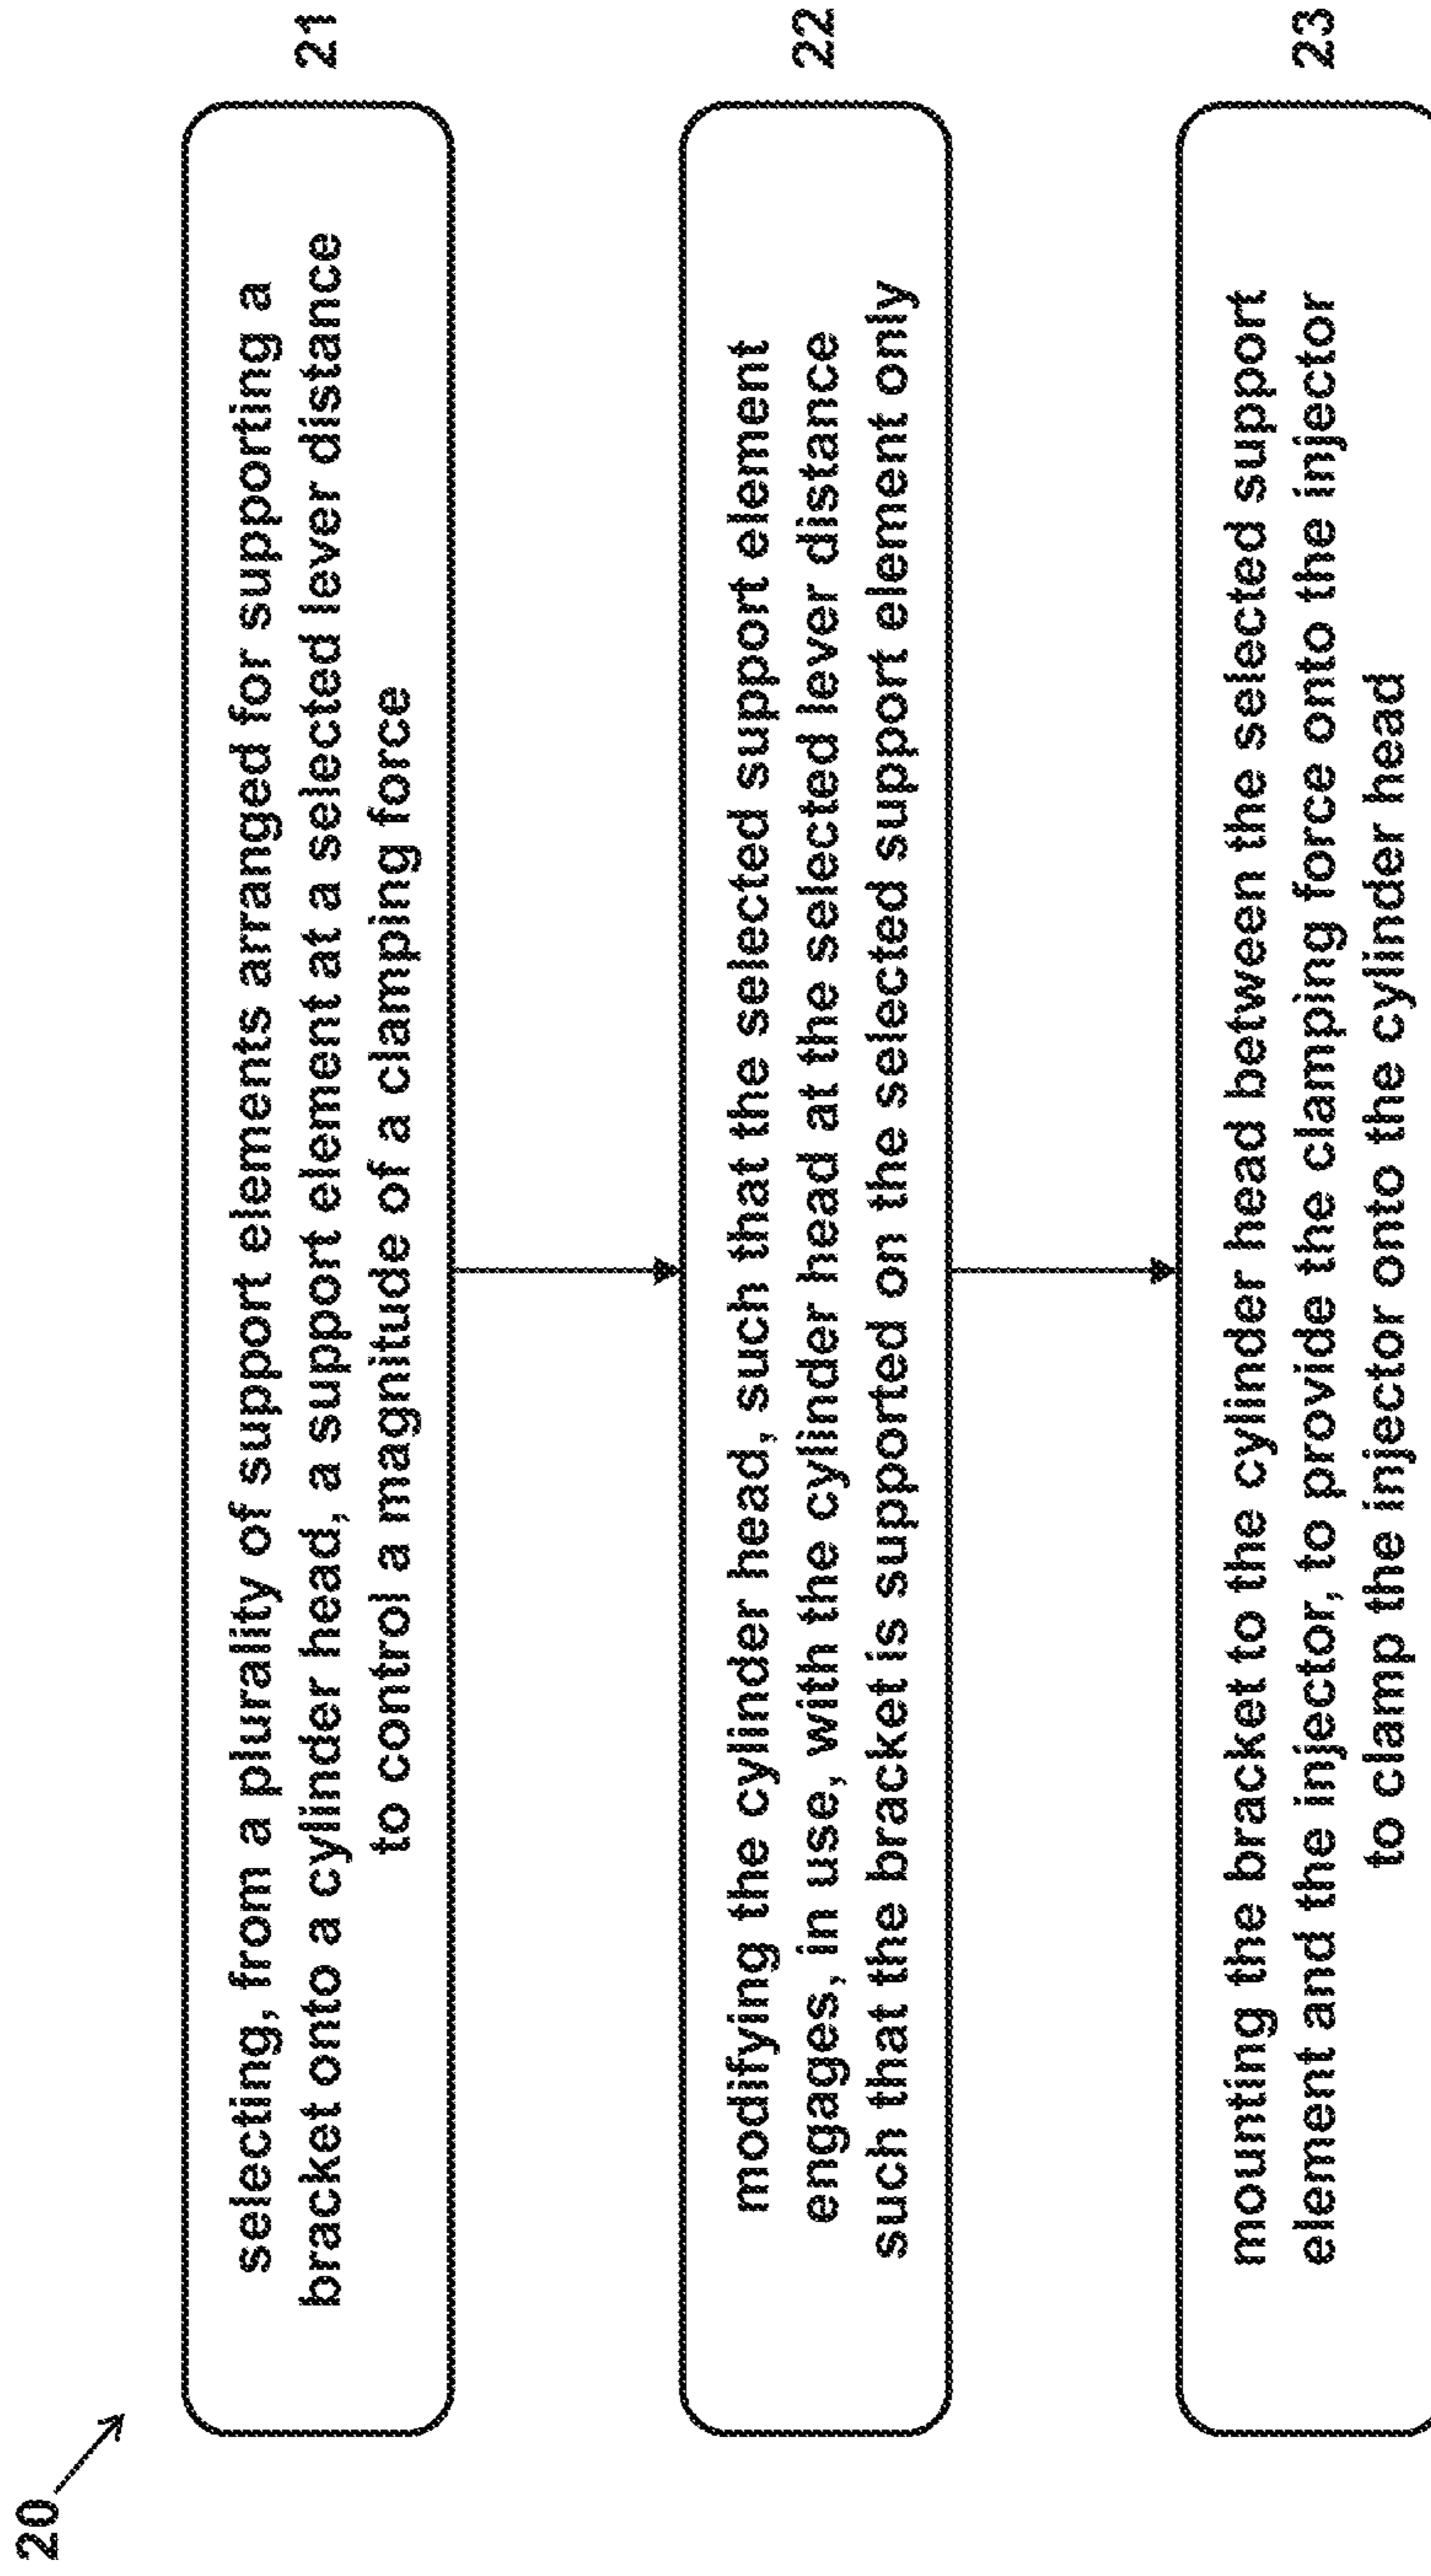 20
selecting, from a plurality of support elements arranged for supporting a
bracket onto a cylinder head, a support element at a selected lever distance
to control a magnitude of a clamping force
21
modifying the cylinder head, such that the selected support element
engages, in use, with the cylinder head at the selected lever distance
such that the bracket is supported on the selected support element only
22
mounting the bracket to the cylinder head between the selected support
element and the injector, to provide the clamping force onto the injector
to clamp the injector onto the cylinder head
23